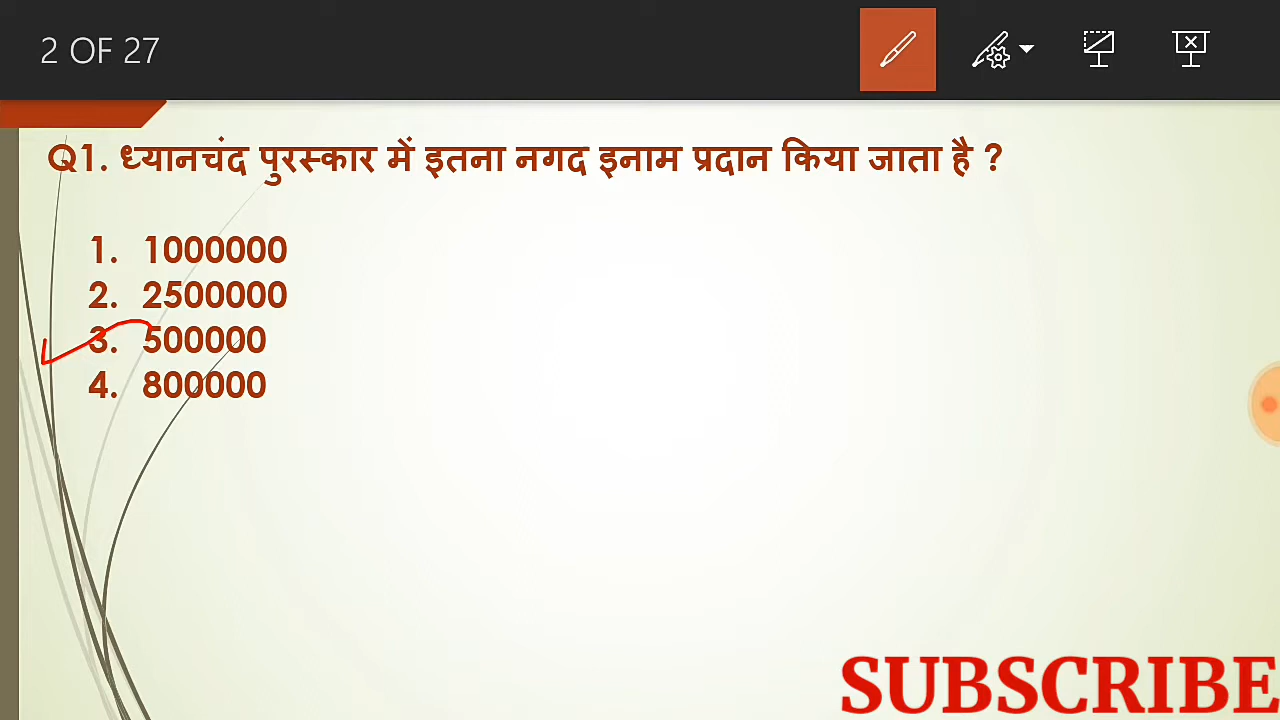 2 OF 27
Q1. ध्यानचंद पुरस्कार में इतना नगद इनाम प्रदान किया जाता है ?
1. 1000000
2. 2500000
3. 500000
4. 800000
SUBSCRIBE